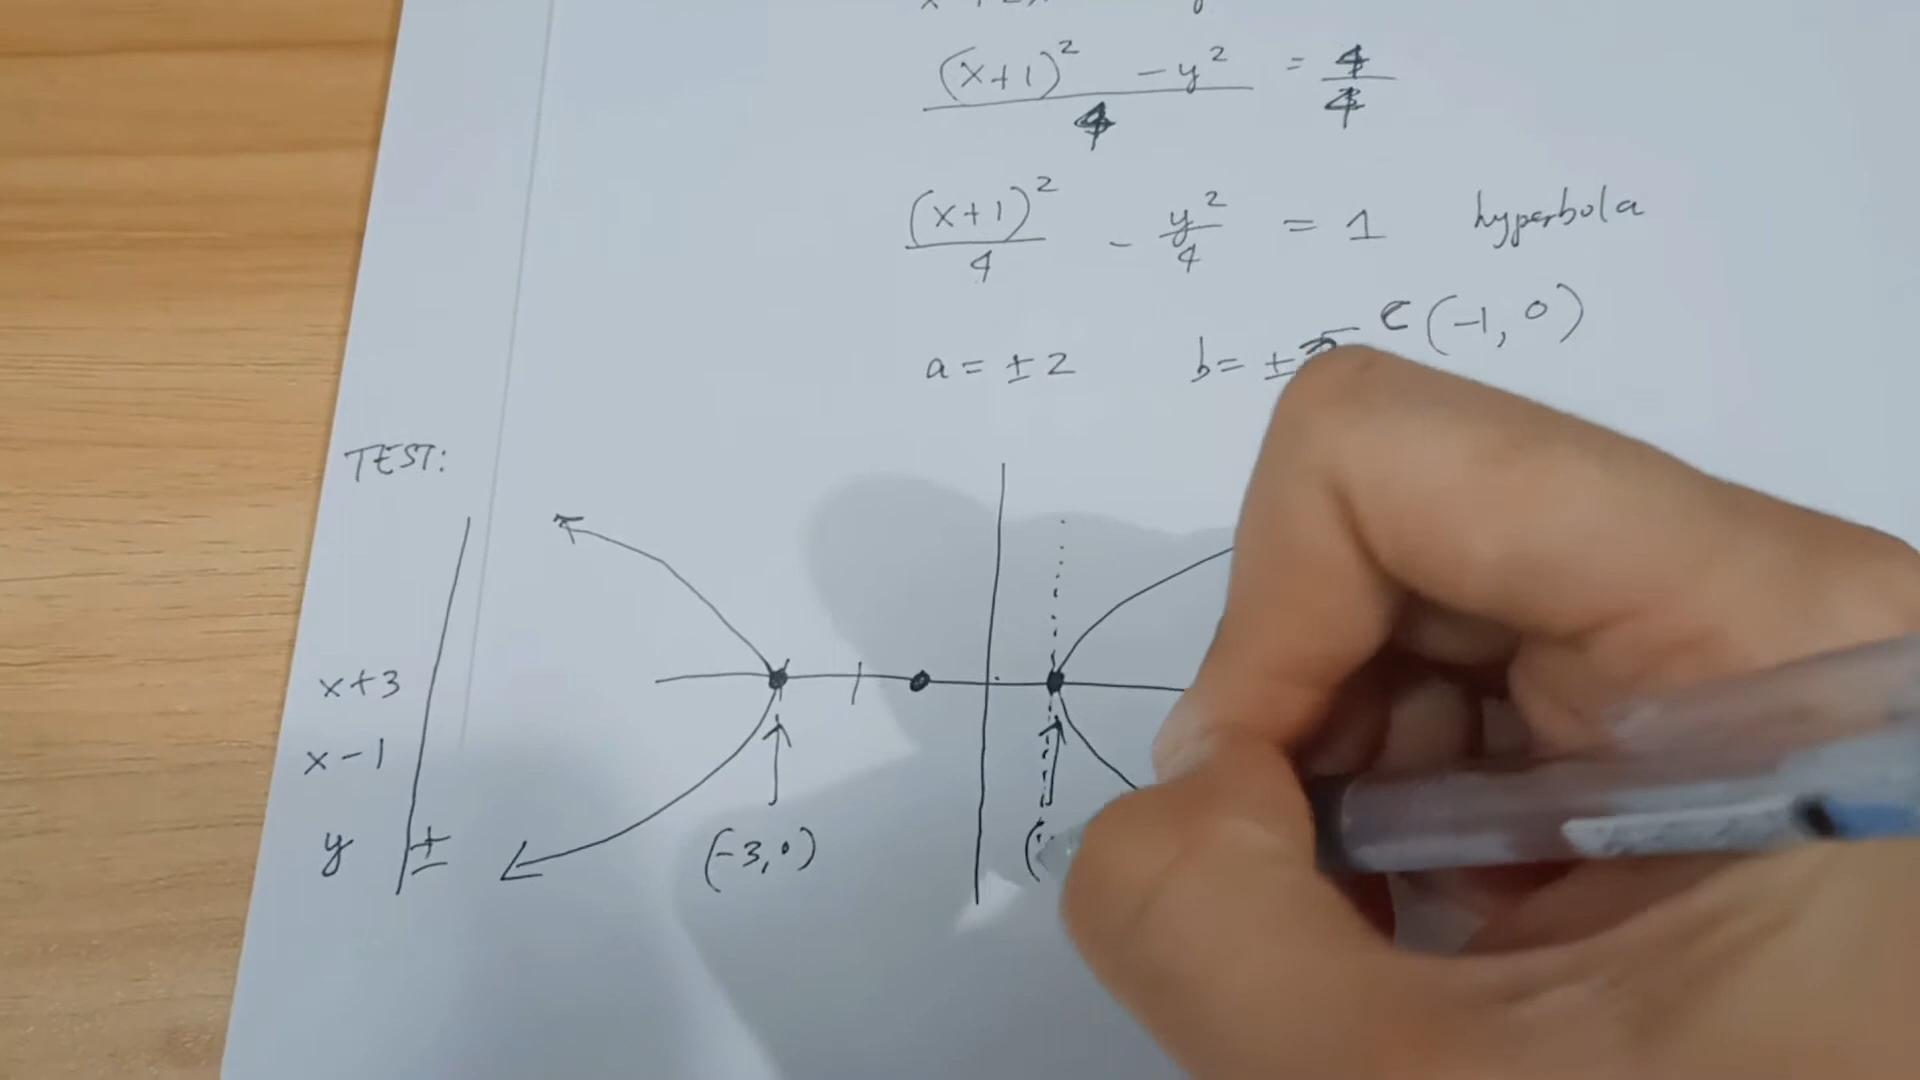 (x+1)² - y² / 4 = 4/4
(x+1)²/4 - y²/4 = 1 hyperbola
C (-1, 0)
a = ±2 b = ±
TEST:
x+3
x-1
y ±
(-3,0) (